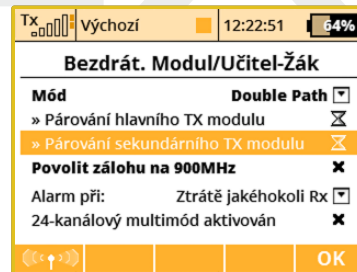 Tx Výchozí 12:22:51 64%
Bezdrát. Modul/Učitel-Žák
Mód Double Path
» Párování hlavního TX modulu
» Párování sekundárního TX modulu
Povolit zálohu na 900MHz
Alarm při: Ztrátě jakéhokoli Rx
24-kanálový multimód aktivován
OK